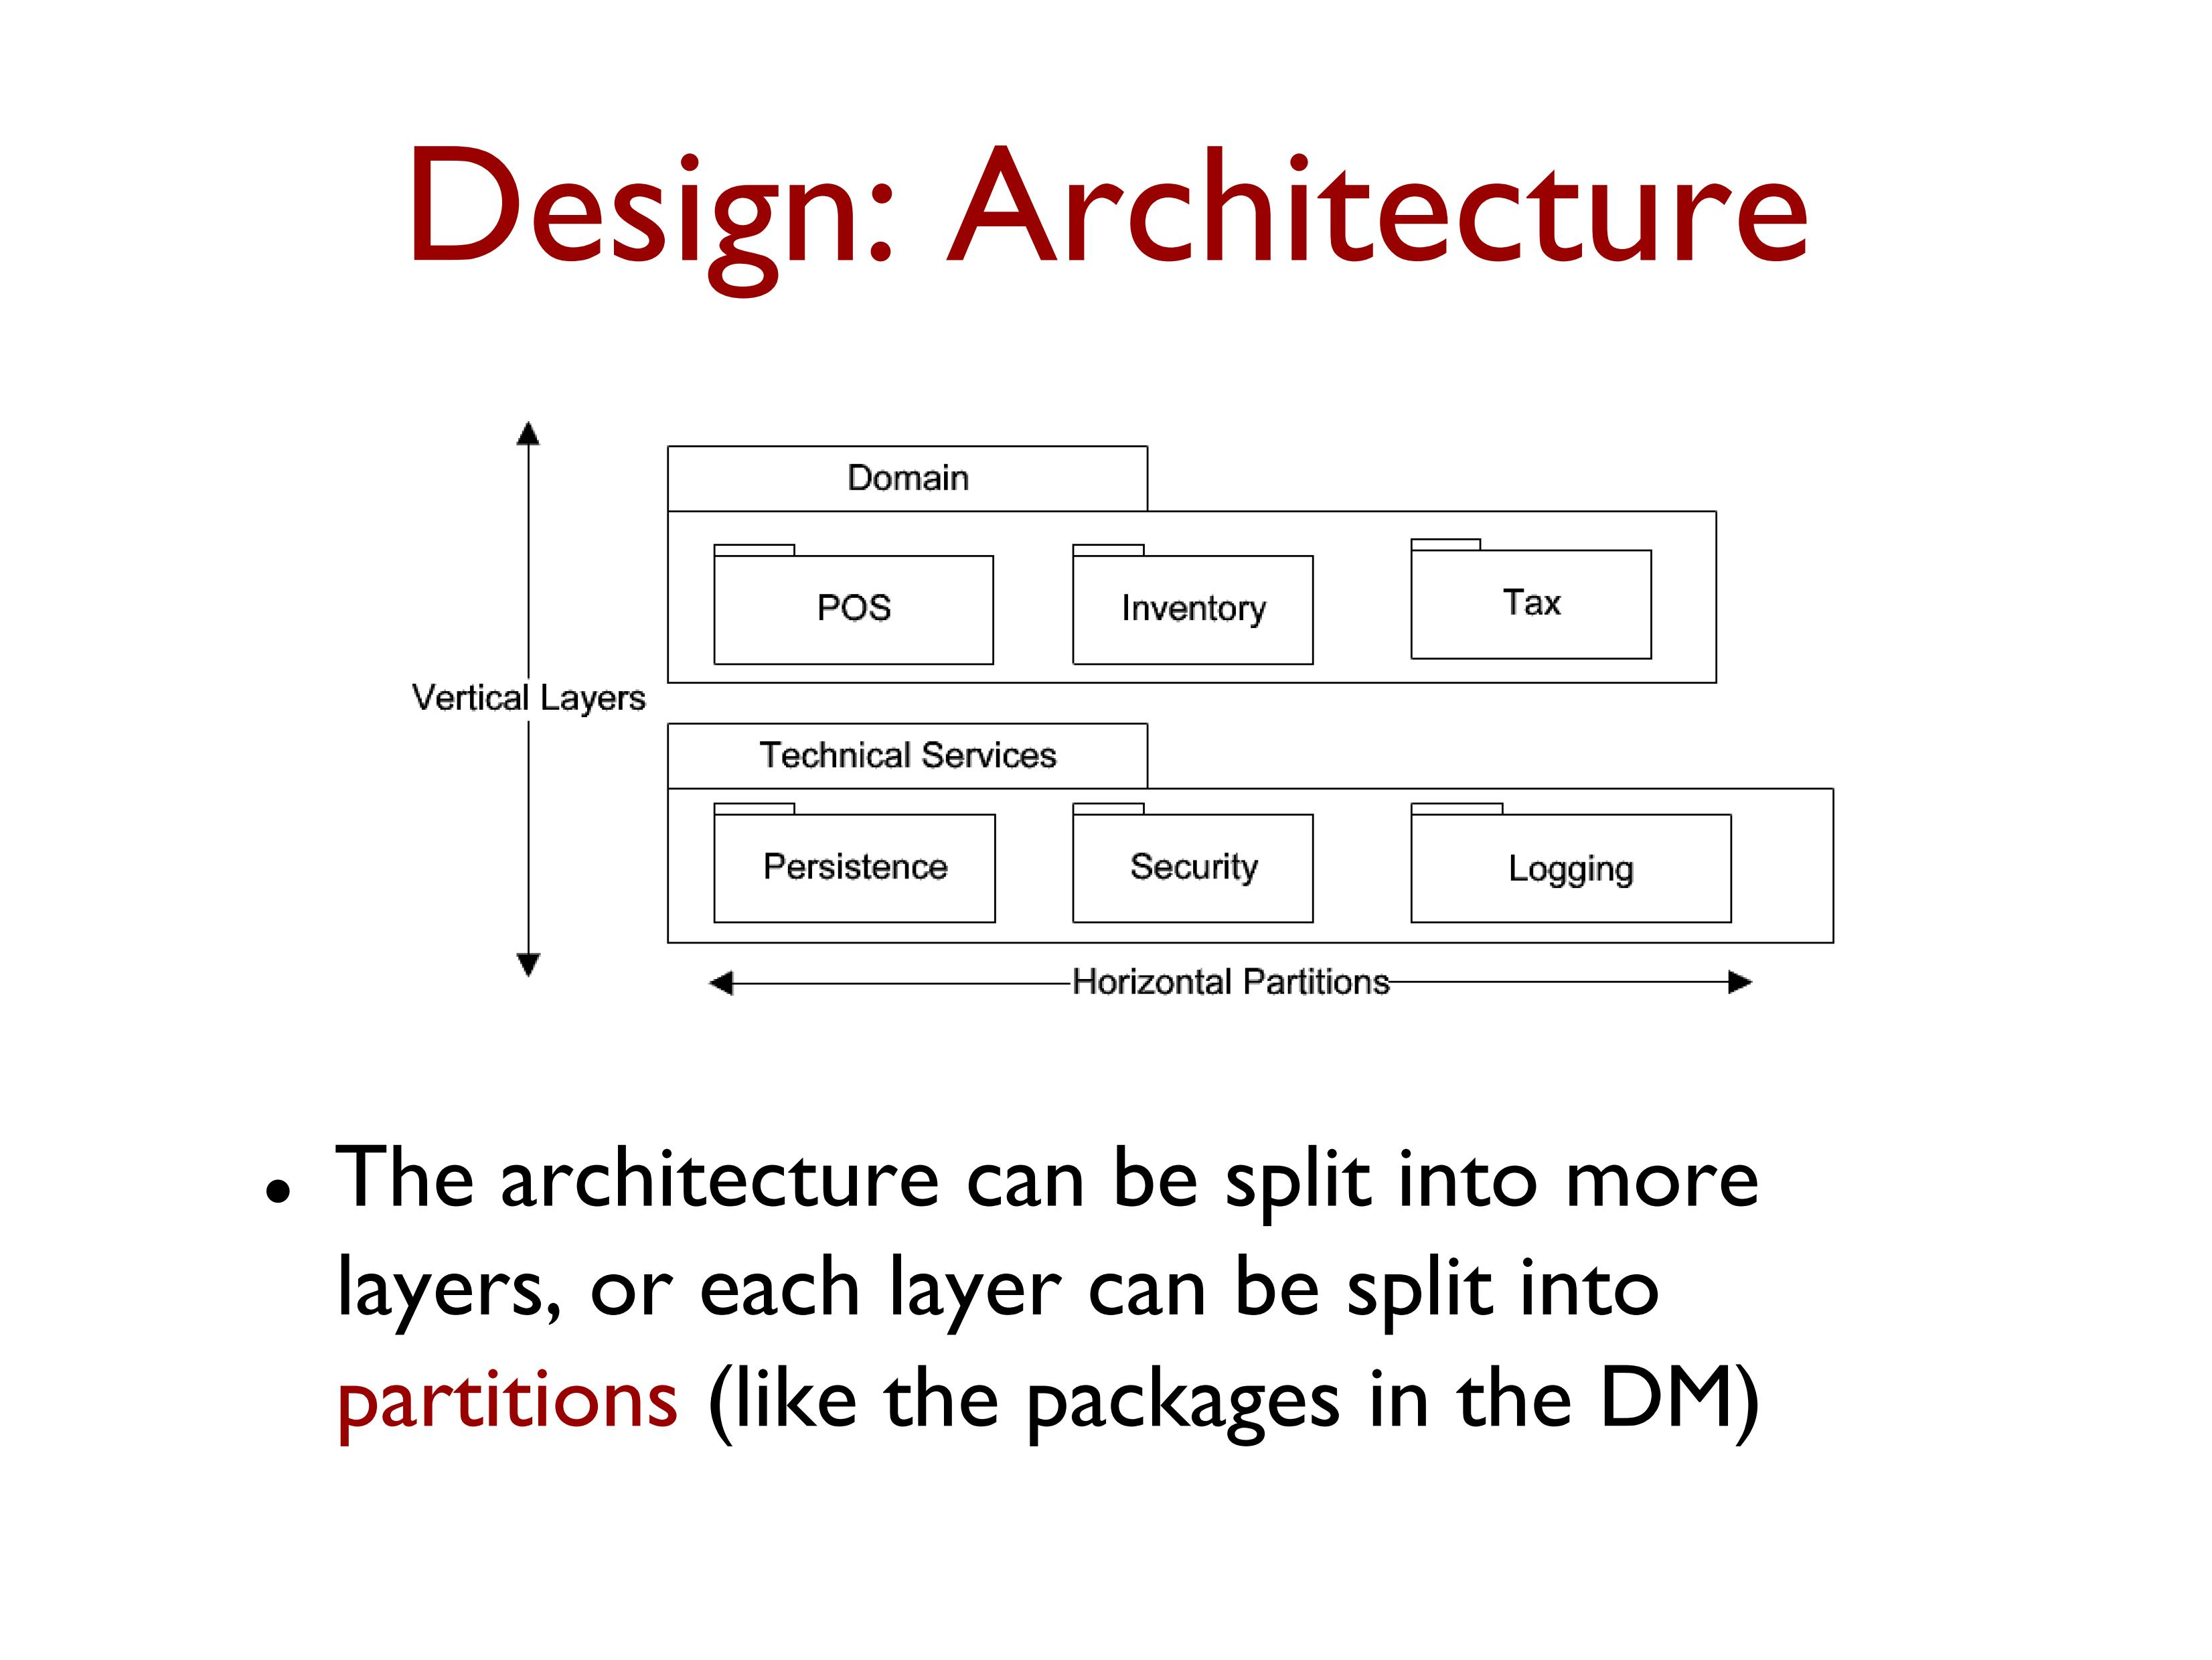 Design: Architecture
Domain
POS
Inventory
Tax
Vertical Layers
Technical Services
Persistence
Security
Logging
Horizontal Partitions
• The architecture can be split into more
layers, or each layer can be split into
partitions (like the packages in the DM)